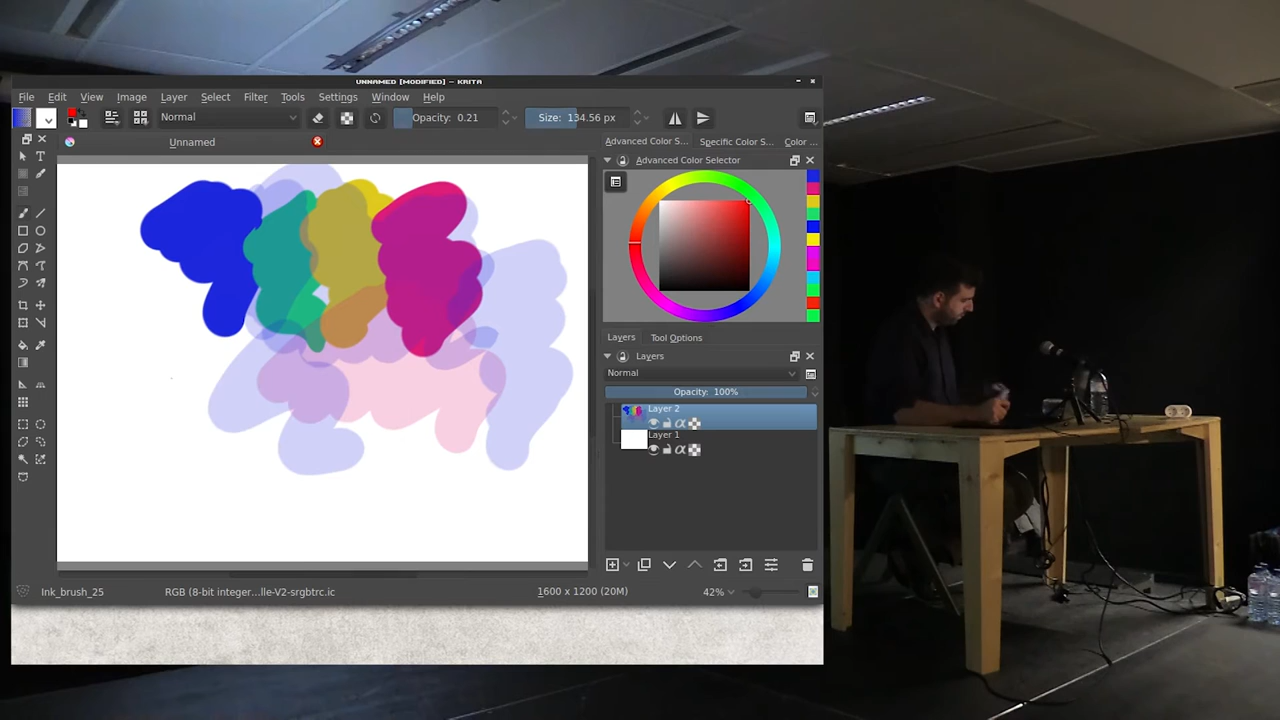 UNNAMED [MODIFIED] – KRITA
File Edit View Image Layer Select Filter Tools Settings Window Help
Normal
Opacity: 0.21
Size: 134.56 px
Unnamed
Advanced Color S... Specific Color S... Color ...
Advanced Color Selector
Layers Tool Options
Layers
Normal
Opacity: 100%
Layer 2
Layer 1
Ink_brush_25
RGB (8-bit integer...lle-V2-srgbtrc.ic
1600 x 1200 (20M)
42%